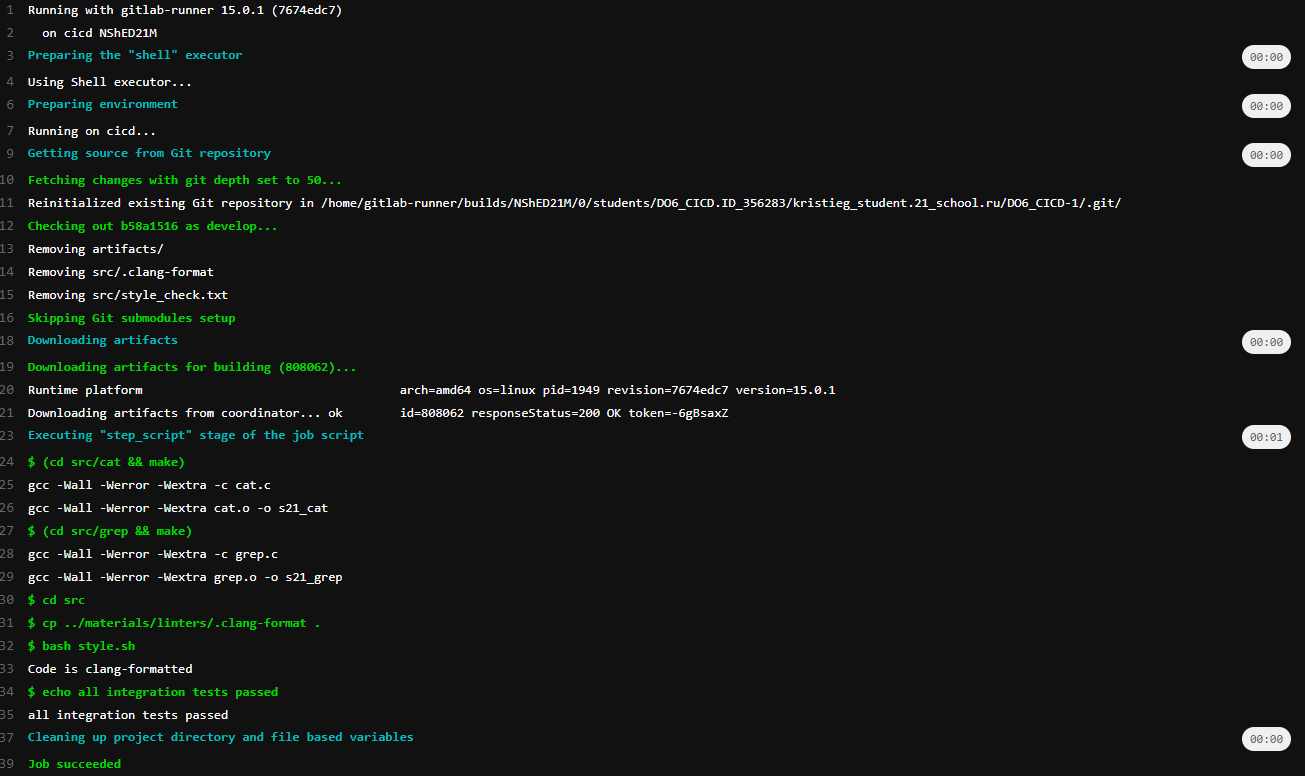 1 Running with gitlab-runner 15.0.1 (7674edc7)
2 on cicd NShED21M
3 Preparing the "shell" executor 00:00
4 Using Shell executor...
6 Preparing environment 00:00
7 Running on cicd...
9 Getting source from Git repository 00:00
10 Fetching changes with git depth set to 50...
11 Reinitialized existing Git repository in /home/gitlab-runner/builds/NShED21M/0/students/DO6_CICD.ID_356283/kristieg_student.21_school.ru/DO6_CICD-1/.git/
12 Checking out b58a1516 as develop...
13 Removing artifacts/
14 Removing src/.clang-format
15 Removing src/style_check.txt
16 Skipping Git submodules setup
18 Downloading artifacts 00:00
19 Downloading artifacts for building (808062)...
20 Runtime platform arch=amd64 os=linux pid=1949 revision=7674edc7 version=15.0.1
21 Downloading artifacts from coordinator... ok id=808062 responseStatus=200 OK token=-6gBsaxZ
23 Executing "step_script" stage of the job script 00:01
24 $ (cd src/cat && make)
25 gcc -Wall -Werror -Wextra -c cat.c
26 gcc -Wall -Werror -Wextra cat.o -o s21_cat
27 $ (cd src/grep && make)
28 gcc -Wall -Werror -Wextra -c grep.c
29 gcc -Wall -Werror -Wextra grep.o -o s21_grep
30 $ cd src
31 $ cp ../materials/linters/.clang-format .
32 $ bash style.sh
33 Code is clang-formatted
34 $ echo all integration tests passed
35 all integration tests passed
37 Cleaning up project directory and file based variables 00:00
39 Job succeeded